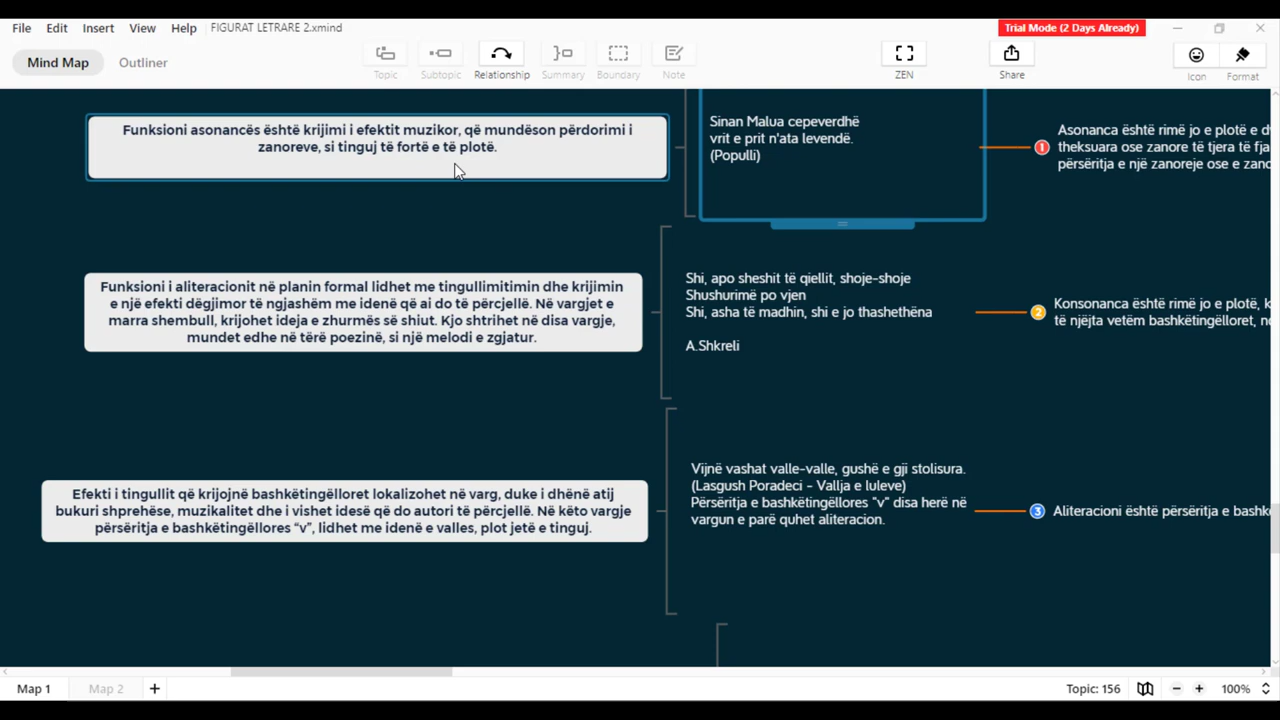 File Edit Insert View Help FIGURAT LETRARE 2.xmind Trial Mode (2 Days Already)
Mind Map Outliner
Topic Subtopic Relationship Summary Boundary Note ZEN Share Icon Format
Funksioni asonancës është krijimi i efektit muzikor, që mundëson përdorimi i
zanoreve, si tinguj të fortë e të plotë.
Sinan Malua cepeverdhë
vrit e prit n'ata levendë.
(Populli)
1
Asonanca është rimë jo e plotë e
theksuara ose zanore të tjera të
përsëritja e një zanoreje ose e
Funksioni i aliteracionit në planin formal lidhet me tingullimitimin dhe krijimin
e një efekti dëgjimor të ngjashëm me idenë që ai do të përcjellë. Në vargjet e
marra shembull, krijohet ideja e zhurmës së shiut. Kjo shtrihet në disa vargje,
mundet edhe në tërë poezinë, si një melodi e zgjatur.
Shi, apo sheshit të qiellit, shoje-shoje
Shushurimë po vjen
Shi, asha të madhin, shi e jo thashethëna
A.Shkreli
2
Konsonanca është rimë jo e plotë,
të njëjta vetëm bashkëtingëlloret,
Efekti i tingullit që krijojnë bashkëtingëlloret lokalizohet në varg, duke i dhënë atij
bukuri shprehëse, muzikalitet dhe i vishet idesë që do autori të përcjellë. Në këto vargje
përsëritja e bashkëtingëllores “v”, lidhet me idenë e valles, plot jetë e tinguj.
Vijnë vashat valle-valle, gushë e gji stolisura.
(Lasgush Poradeci - Vallja e luleve)
Përsëritja e bashkëtingëllores "v" disa herë në
vargun e parë quhet aliteracion.
3
Aliteracioni është përsëritja e
Map 1 Map 2 + Topic: 156 100%